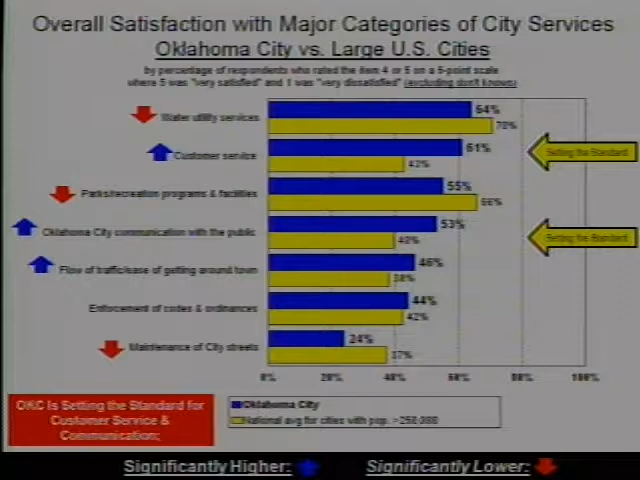 Overall Satisfaction with Major Categories of City Services
Oklahoma City vs. Large U.S. Cities
by percentage of respondents who rated the item 4 or 5 on a 5-point scale
where 5 was "very satisfied" and 1 was "very dissatisfied" (excluding don't knows)
Water utility services 64%
70%
Customer service 61%
43%
Setting the Standard
Parks/recreation programs & facilities 55%
66%
Oklahoma City communication with the public 53%
40%
Setting the Standard
Flow of traffic/ease of getting around town 46%
38%
Enforcement of codes & ordinances 44%
42%
Maintenance of City streets 24%
37%
0% 20% 40% 60% 80% 100%
OKC Is Setting the Standard for
Customer Service &
Communication;
Oklahoma City
National avg for cities with pop. >
Significantly Higher: Significantly Lower: